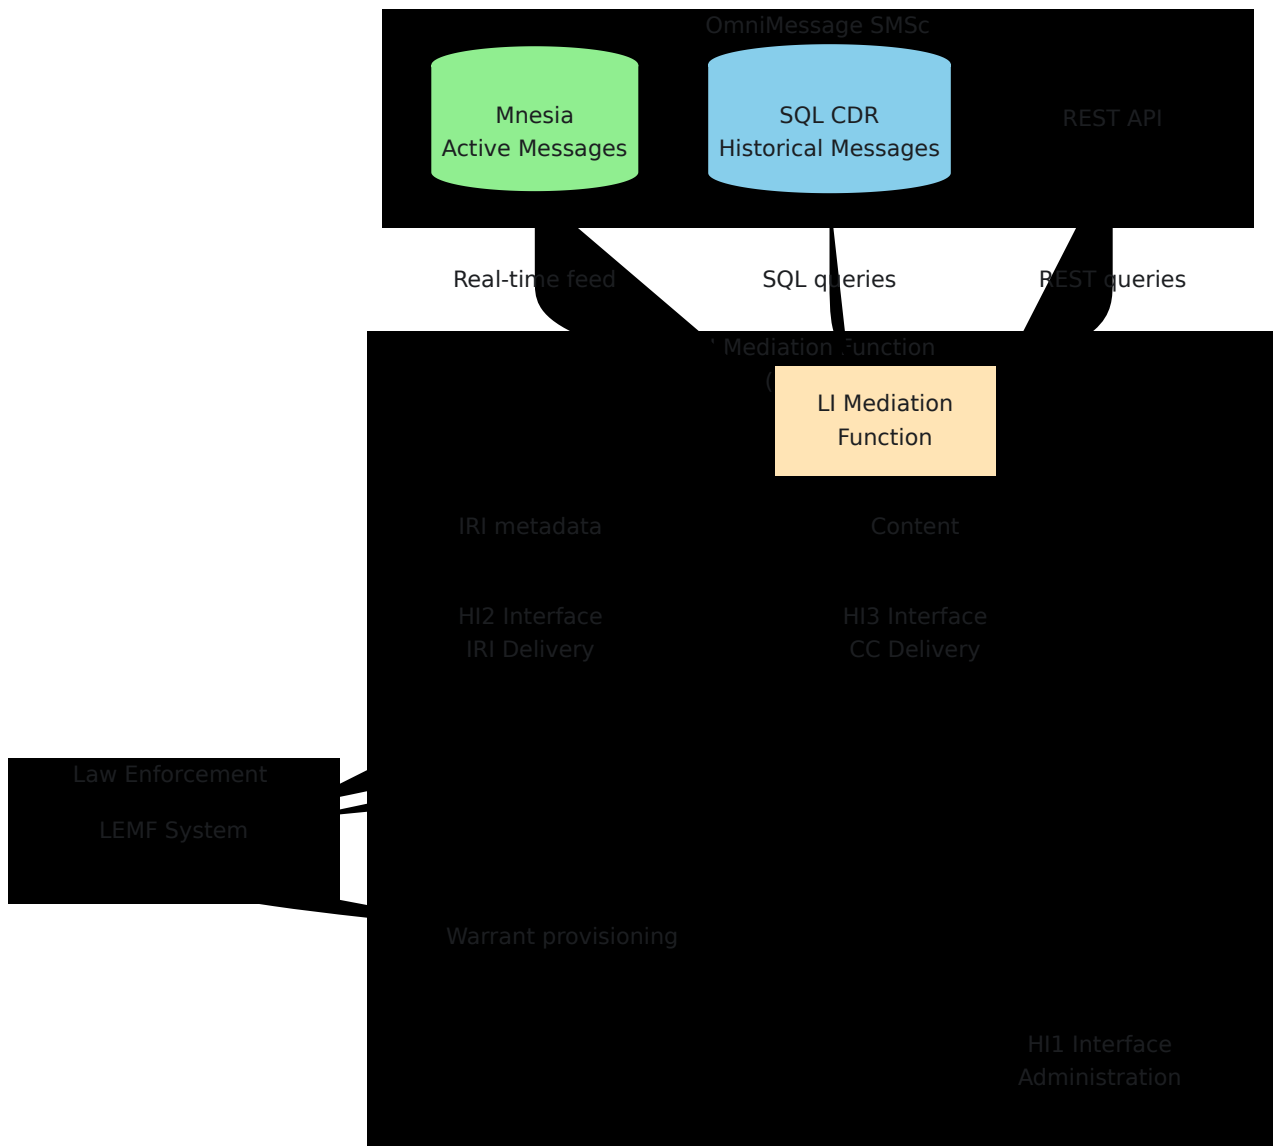 OmniMessage SMSc
Mnesia
Active Messages
SQL CDR
Historical Messages
REST API
Real-time feed
SQL queries
REST queries
Mediation Function
(
LI Mediation
Function
IRI metadata
Content
HI2 Interface
IRI Delivery
HI3 Interface
CC Delivery
Law Enforcement
LEMF System
Warrant provisioning
HI1 Interface
Administration